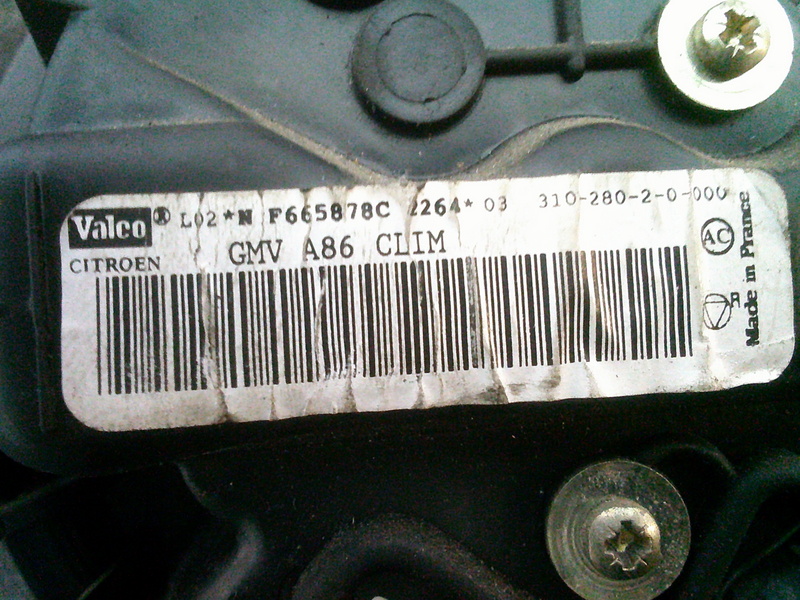 Valeo® L02 *N F665878C 2264* 03 310-280-2-0-000
CITROEN GMV A86 CLIM
AC
R
Made in France